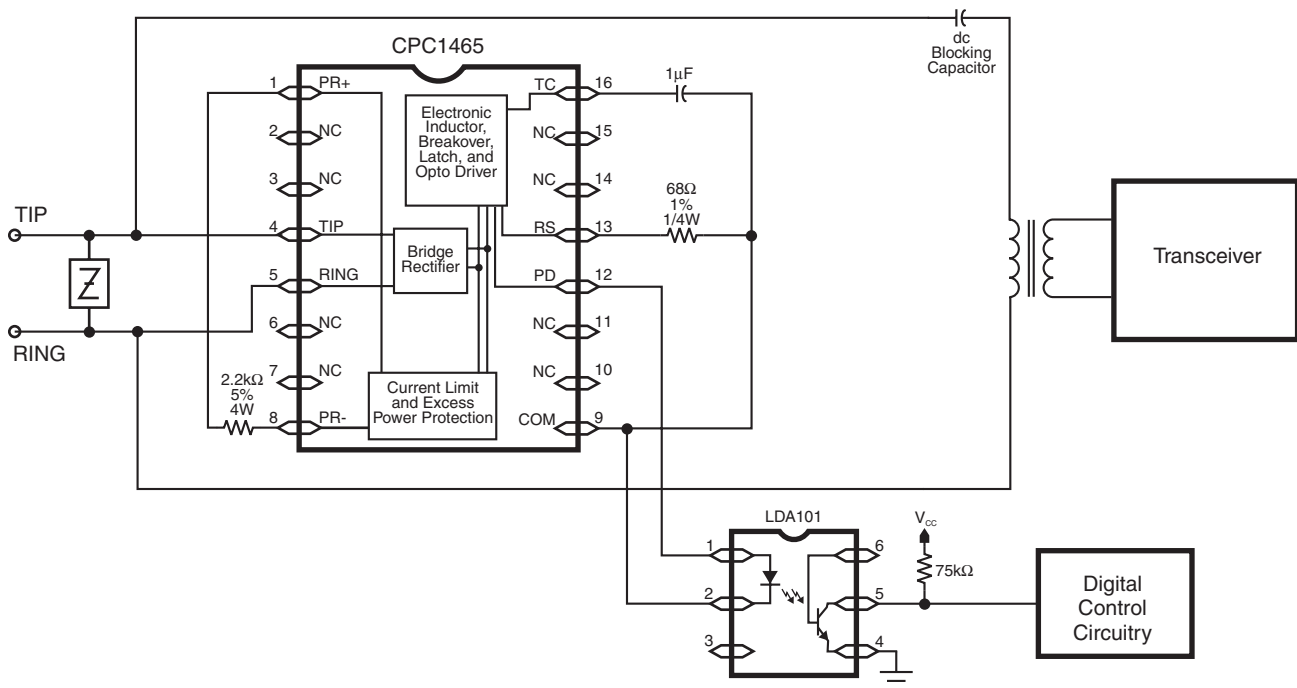 dc
Blocking
Capacitor
CPC1465
1
PR+
2
NC
3
NC
4
TIP
5
RING
6
NC
7
NC
8
PR-
TC
16
NC
15
NC
14
RS
13
PD
12
NC
11
NC
10
COM
9
Electronic
Inductor,
Breakover,
Latch, and
Opto Driver
Bridge
Rectifier
Current Limit
and Excess
Power Protection
1µF
68Ω
1%
1/4W
2.2kΩ
5%
4W
TIP
Z
RING
Transceiver
LDA101
1
2
3
6
5
4
Vcc
75kΩ
Digital
Control
Circuitry